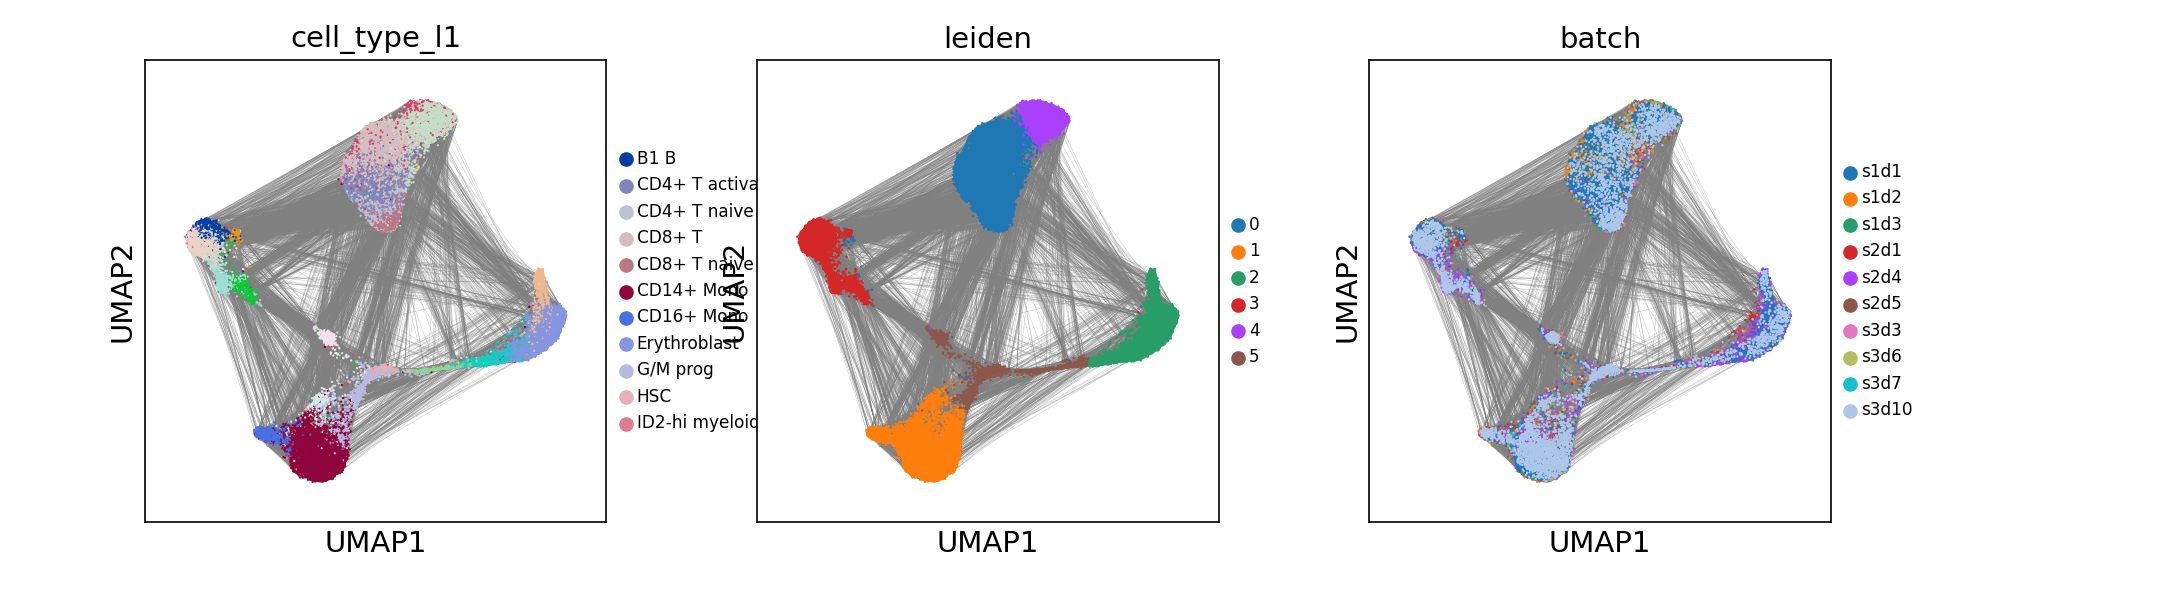 cell_type_l1
UMAP2
UMAP1
B1 B
CD4+ T activa
CD4+ T naive
CD8+ T
CD8+ T naive
CD14+ Mono
CD16+ Mono
Erythroblast
G/M prog
HSC
ID2-hi myeloid
leiden
UMAP2
UMAP1
0
1
2
3
4
5
batch
UMAP2
UMAP1
s1d1
s1d2
s1d3
s2d1
s2d4
s2d5
s3d3
s3d6
s3d7
s3d10